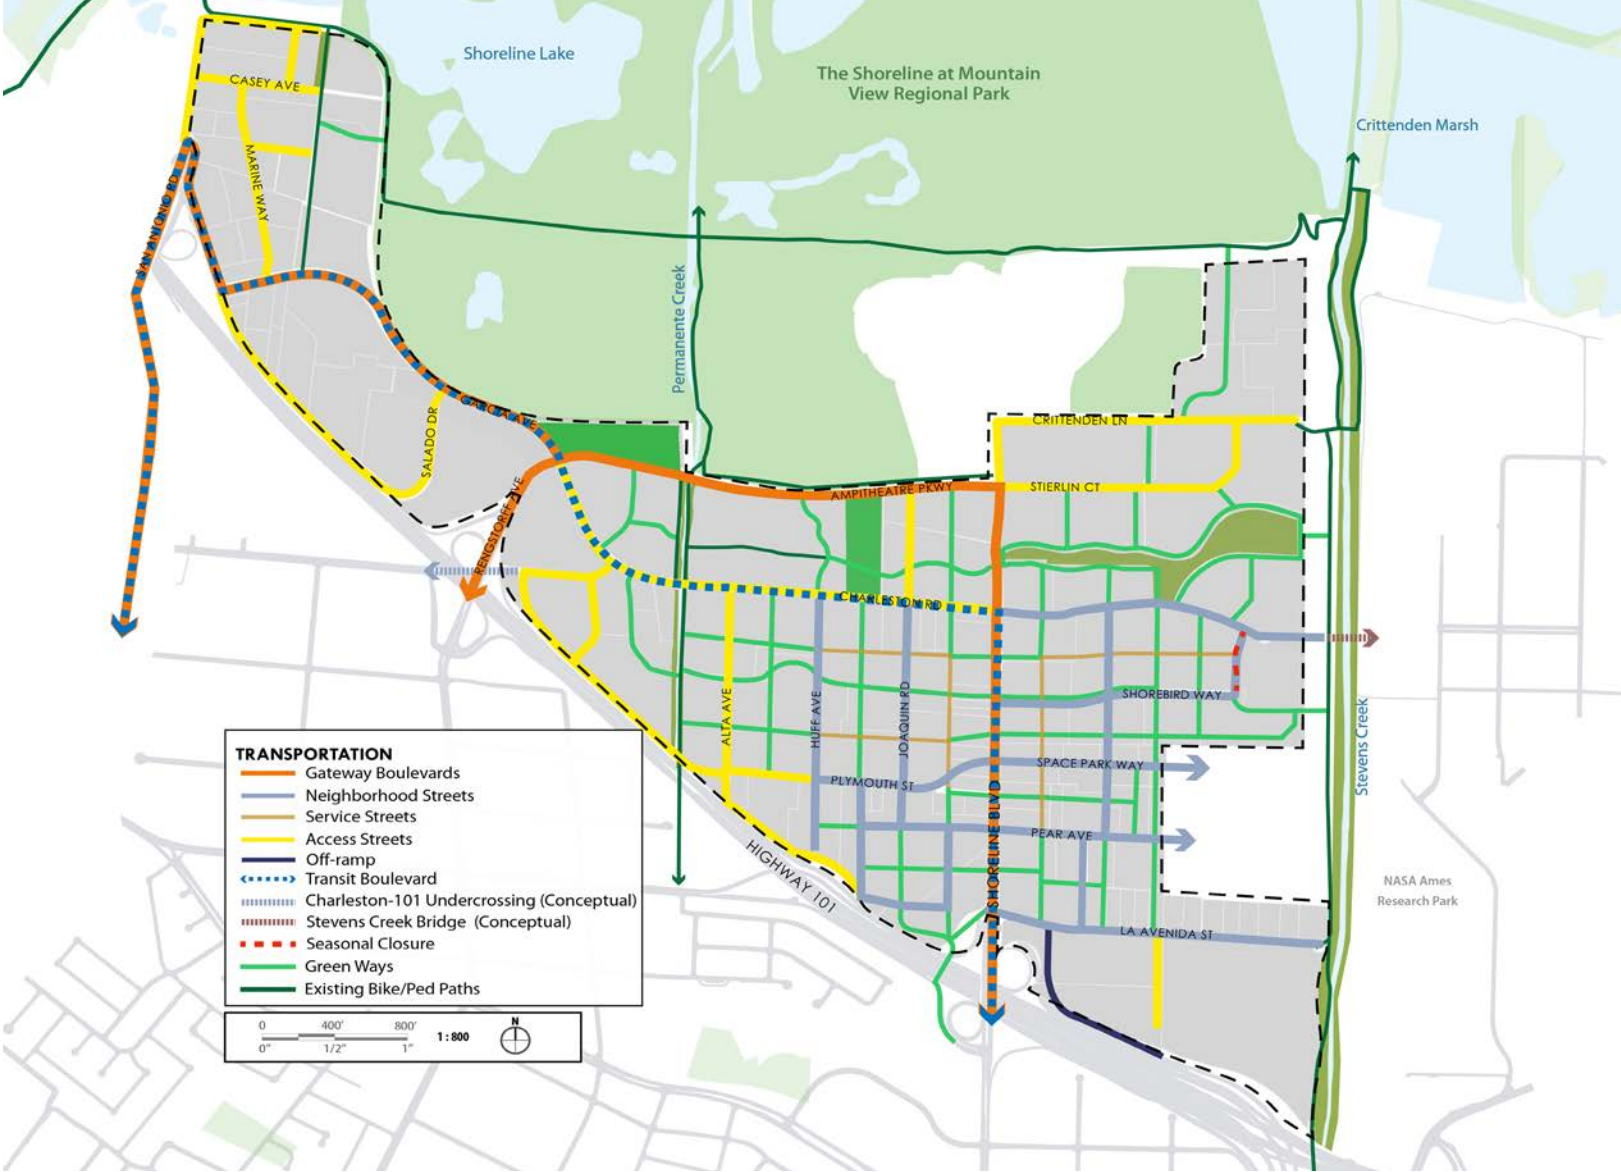 Shoreline Lake
The Shoreline at Mountain
View Regional Park
Crittenden Marsh
CASEY AVE
MARINE WAY
SAN ANTONIO RD
Permanente Creek
GARCIA AVE
SALADO DR
CRITTENDEN LN
STIERLIN CT
AMPITHEATRE PKWY
RENGSTORFF AVE
CHARLESTON RD
SHOREBIRD WAY
ALTA AVE
HUFF AVE
JOAQUIN RD
Stevens Creek
SPACE PARK WAY
PLYMOUTH ST
PEAR AVE
N SHORELINE BLVD
HIGHWAY 101
LA AVENIDA ST
NASA Ames
Research Park
TRANSPORTATION
Gateway Boulevards
Neighborhood Streets
Service Streets
Access Streets
Off-ramp
Transit Boulevard
Charleston-101 Undercrossing (Conceptual)
Stevens Creek Bridge (Conceptual)
Seasonal Closure
Green Ways
Existing Bike/Ped Paths
0 400' 800'
0" 1/2" 1"
1:800
N